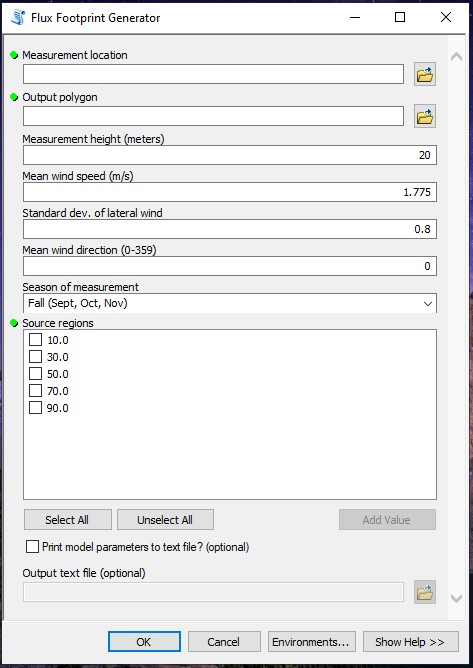 Flux Footprint Generator
Measurement location
Output polygon
Measurement height (meters)
20
Mean wind speed (m/s)
1.775
Standard dev. of lateral wind
0.8
Mean wind direction (0-359)
0
Season of measurement
Fall (Sept, Oct, Nov)
Source regions
10.0
30.0
50.0
70.0
90.0
Select All Unselect All Add Value
Print model parameters to text file? (optional)
Output text file (optional)
OK Cancel Environments... Show Help >>